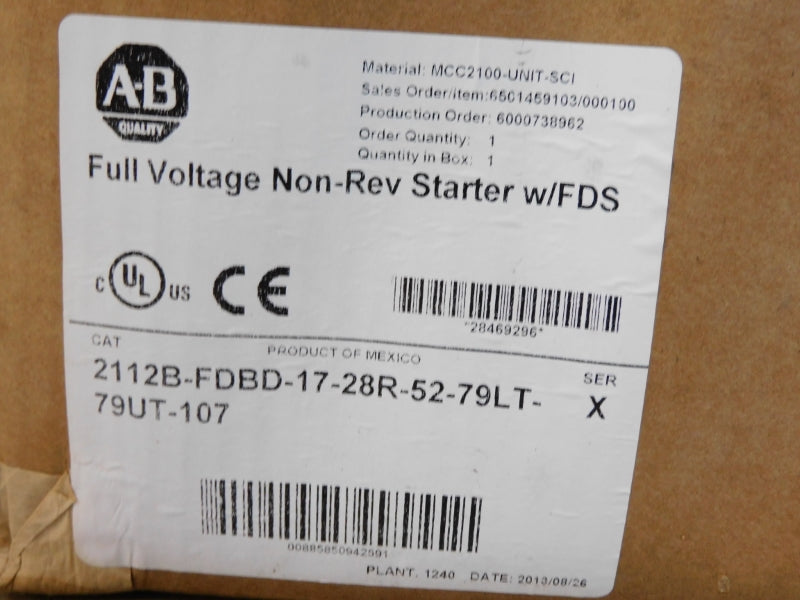 A-B
QUALITY
Material: MCC2100-UNIT-SCI
Sales Order/item:6501459103/000100
Production Order: 6000738962
Order Quantity: 1
Quantity in Box: 1
Full Voltage Non-Rev Starter w/FDS
C UL US CE
*28469296*
CAT
PRODUCT OF MEXICO
SER
2112B-FDBD-17-28R-52-79LT-
79UT-107
X
00885850942591
PLANT. 1240 DATE: 2013/08/26